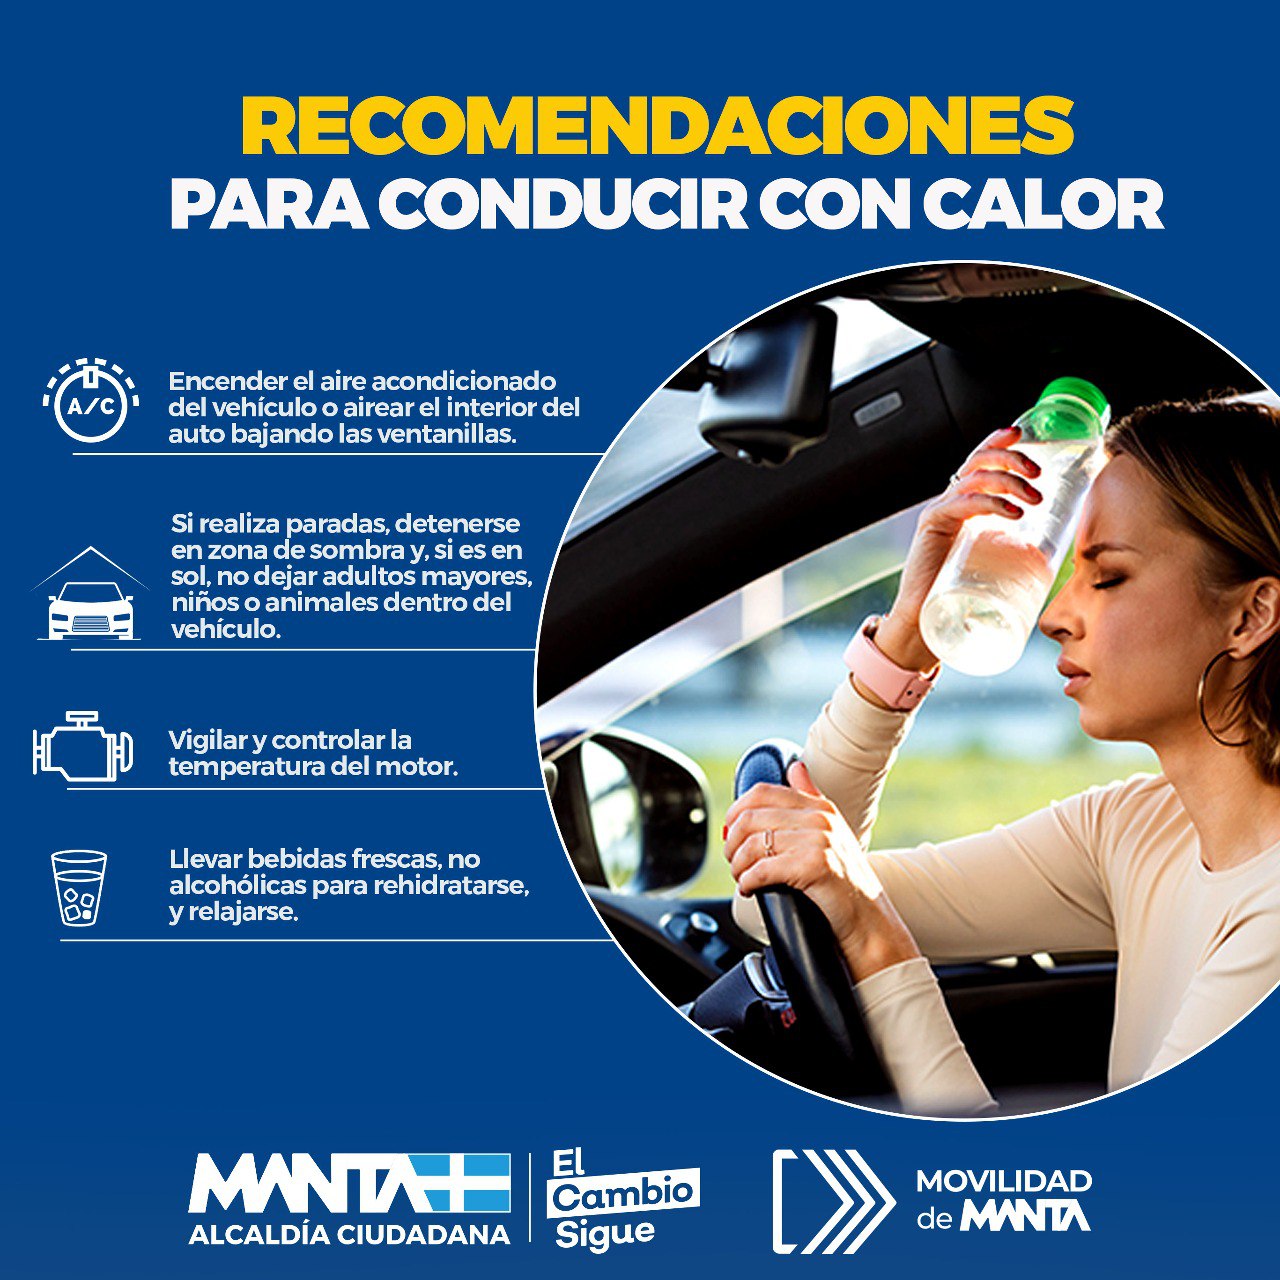 RECOMENDACIONES
PARA CONDUCIR CON CALOR
A/C
Encender el aire acondicionado
del vehículo o airear el interior del
auto bajando las ventanillas.
Si realiza paradas, detenerse
en zona de sombra y, si es en
sol, no dejar adultos mayores,
niños o animales dentro del
vehículo.
Vigilar y controlar la
temperatura del motor.
Llevar bebidas frescas, no
alcohólicas para rehidratarse,
y relajarse.
MANTA
ALCALDÍA CIUDADANA
El
Cambio
Sigue
MOVILIDAD
de MANTA